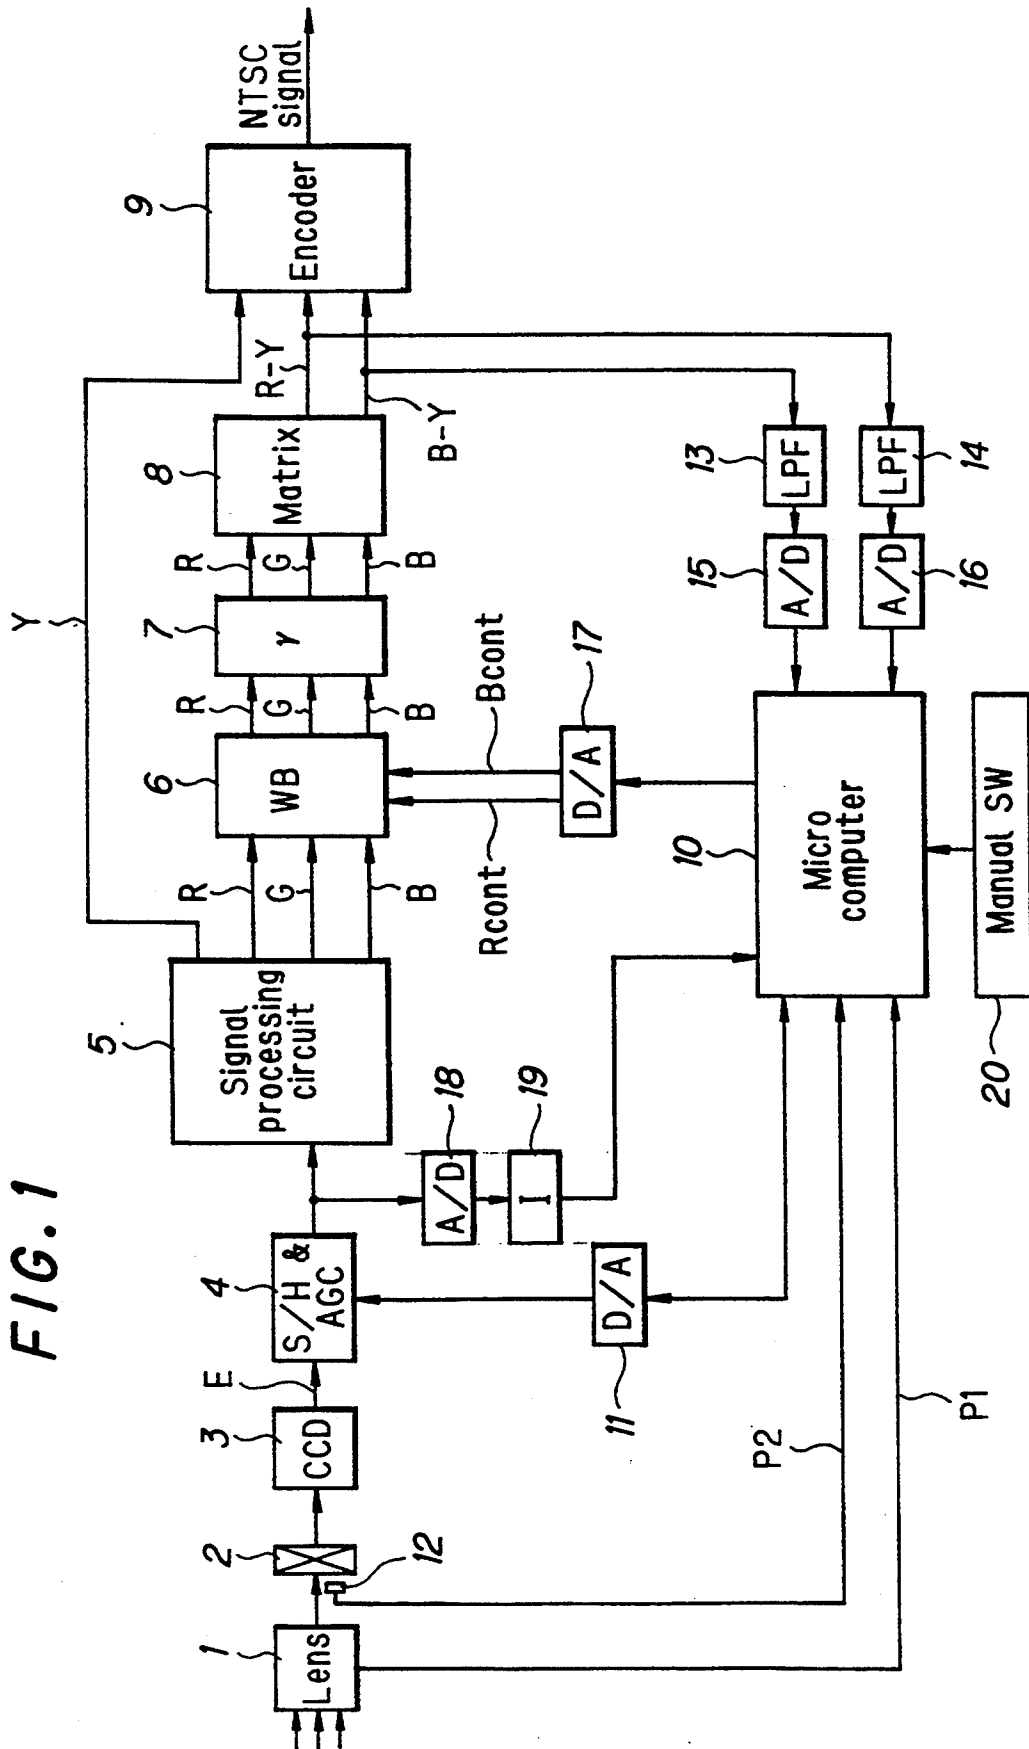 FIG. 1
Y
1
2
3
4
5
6
7
8
9
Lens
CCD
E
S/H &
AGC
Signal
processing
circuit
R
G
B
WB
R
G
B
γ
R
G
B
Matrix
R-Y
B-Y
Encoder
NTSC
signal
12
11
D/A
A/D
18
I
19
Rcont
Bcont
D/A
17
13
LPF
14
LPF
15
A/D
16
A/D
10
Micro
computer
P2
P1
20
Manual SW